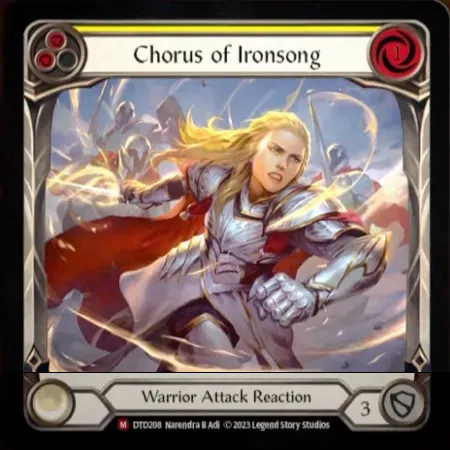 Chorus of Ironsong
1
Warrior Attack Reaction
3
M DTD208 Narendra B Adi © 2023 Legend Story Studios